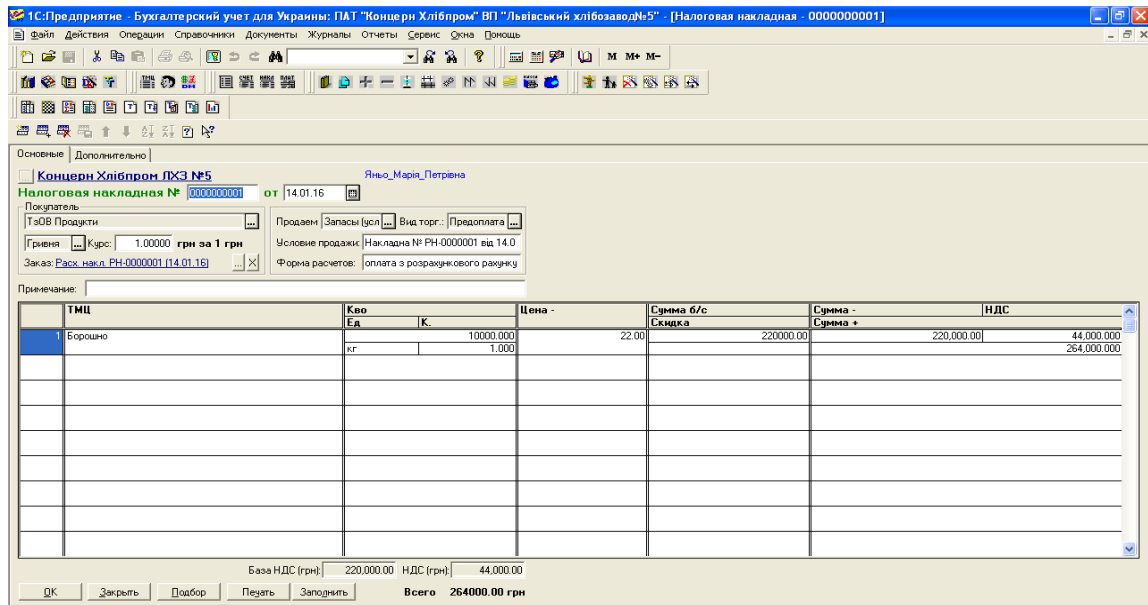 1С:Предприятие - Бухгалтерский учет для Украины: ПАТ "Концерн Хлібпром" ВП "Львівський хлібозавод№5" - [Налоговая накладная - 0000000001]
Файл Действия Операции Справочники Документы Журналы Отчеты Сервис Окна Помощь
M M+ M-
Основные Дополнительно
Концерн Хлібпром ЛХЗ №5 Яньо_Марія_Петрівна
Налоговая накладная № 0000000001 от 14.01.16
Покупатель
ТзОВ Продукти ... Продаем Запасы (усл ... Вид торг.: Предоплата ...
Гривня ... Курс: 1.00000 грн за 1 грн Условие продажи: Накладна № РН-0000001 від 14.0
Заказ: Расх. накл. РН-0000001 (14.01.16) ... X Форма расчетов: оплата з розрахункового рахунку
Примечание:
ТМЦ Кво Цена - Сумма б/с Сумма - НДС
Ед К. Скидка Сумма +
1 Борошно 10000.000 22.00 220000.00 220,000.00 44,000.000
кг 1.000 264,000.000
База НДС (грн): 220,000.00 НДС (грн): 44,000.00
ОК Закрыть Подбор Печать Заполнить Всего 264000.00 грн